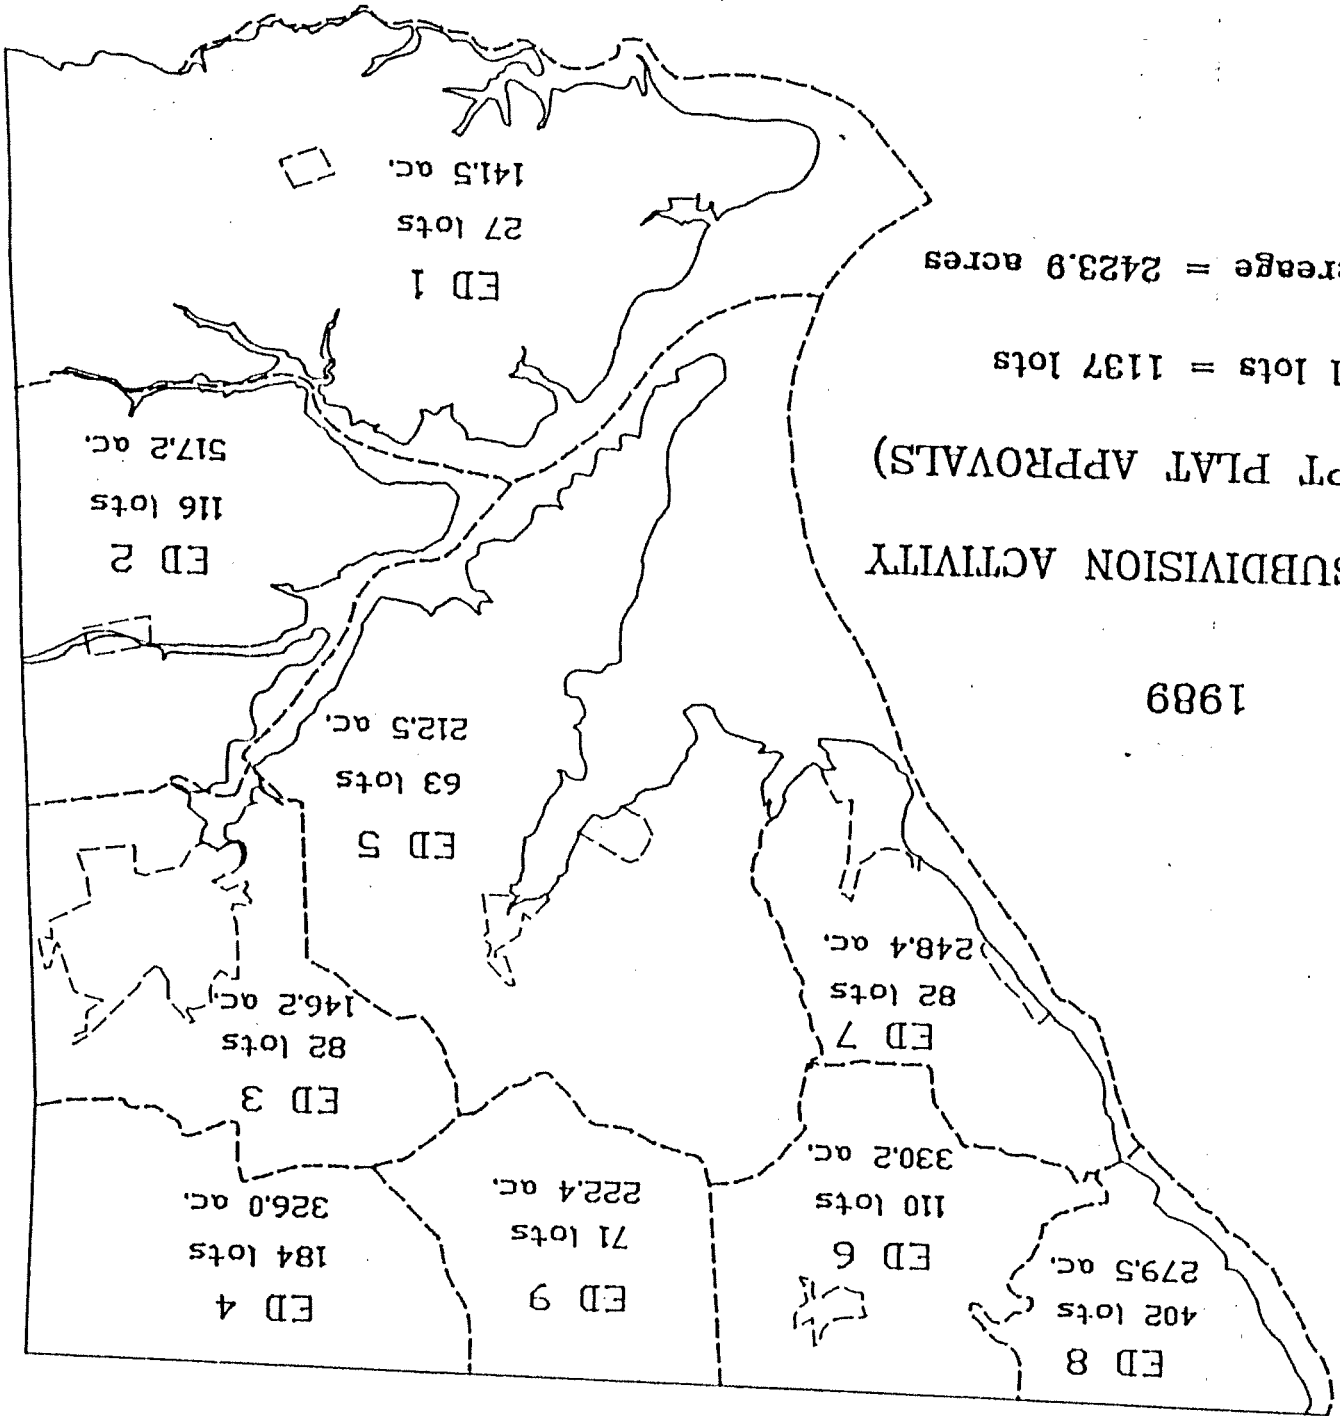 ED 8
402 lots
279.5 ac.
ED 6
110 lots
330.2 ac.
ED 9
71 lots
222.4 ac.
ED 4
184 lots
326.0 ac.
ED 7
82 lots
248.4 ac.
ED 3
82 lots
146.2 ac.
ED 5
63 lots
212.5 ac.
1989
SUBDIVISION ACTIVITY
PT PLAT APPROVALS)
l lots = 1137 lots
reage = 2423.9 acres
ED 2
116 lots
517.2 ac.
ED 1
27 lots
141.5 ac.